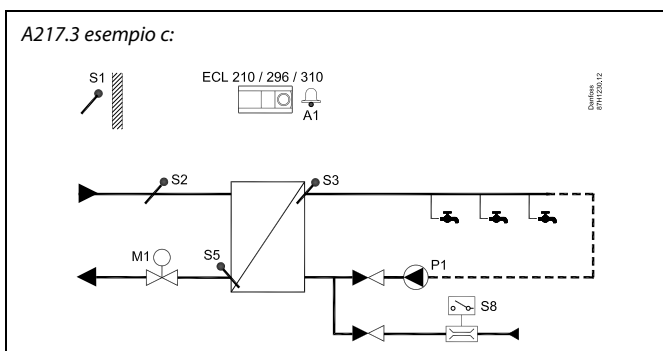 A217.3 esempio c:
S1
ECL 210 / 296 / 310
A1
Danfoss
87H1230.12
S2
S3
M1
S5
P1
S8